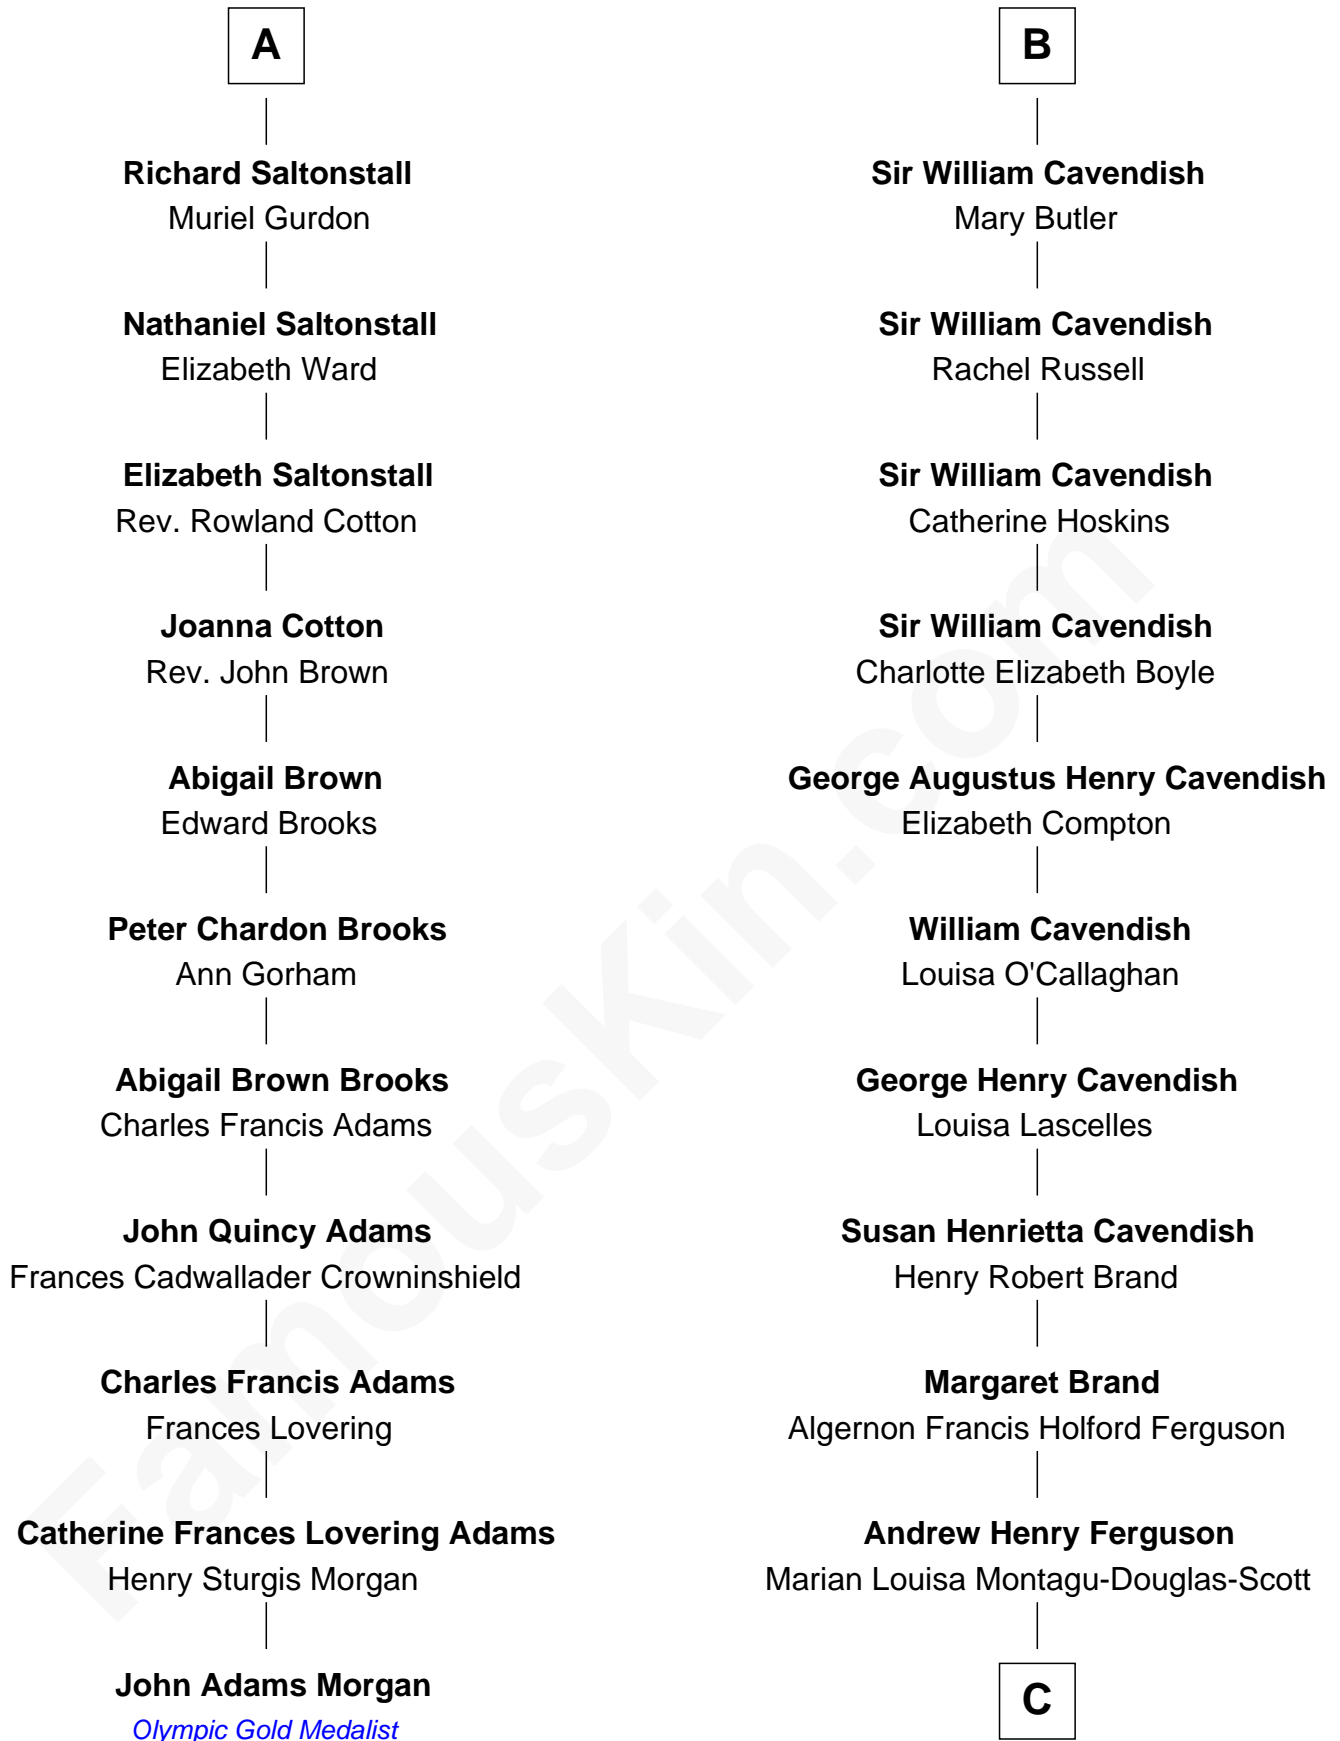 A
Richard Saltonstall
Muriel Gurdon
Nathaniel Saltonstall
Elizabeth Ward
Elizabeth Saltonstall
Rev. Rowland Cotton
Joanna Cotton
Rev. John Brown
Abigail Brown
Edward Brooks
Peter Chardon Brooks
Ann Gorham
Abigail Brown Brooks
Charles Francis Adams
John Quincy Adams
Frances Cadwallader Crowninshield
Charles Francis Adams
Frances Lovering
Catherine Frances Lovering Adams
Henry Sturgis Morgan
John Adams Morgan
Olympic Gold Medalist
B
Sir William Cavendish
Mary Butler
Sir William Cavendish
Rachel Russell
Sir William Cavendish
Catherine Hoskins
Sir William Cavendish
Charlotte Elizabeth Boyle
George Augustus Henry Cavendish
Elizabeth Compton
William Cavendish
Louisa O'Callaghan
George Henry Cavendish
Louisa Lascelles
Susan Henrietta Cavendish
Henry Robert Brand
Margaret Brand
Algernon Francis Holford Ferguson
Andrew Henry Ferguson
Marian Louisa Montagu-Douglas-Scott
C
FamousKin.com